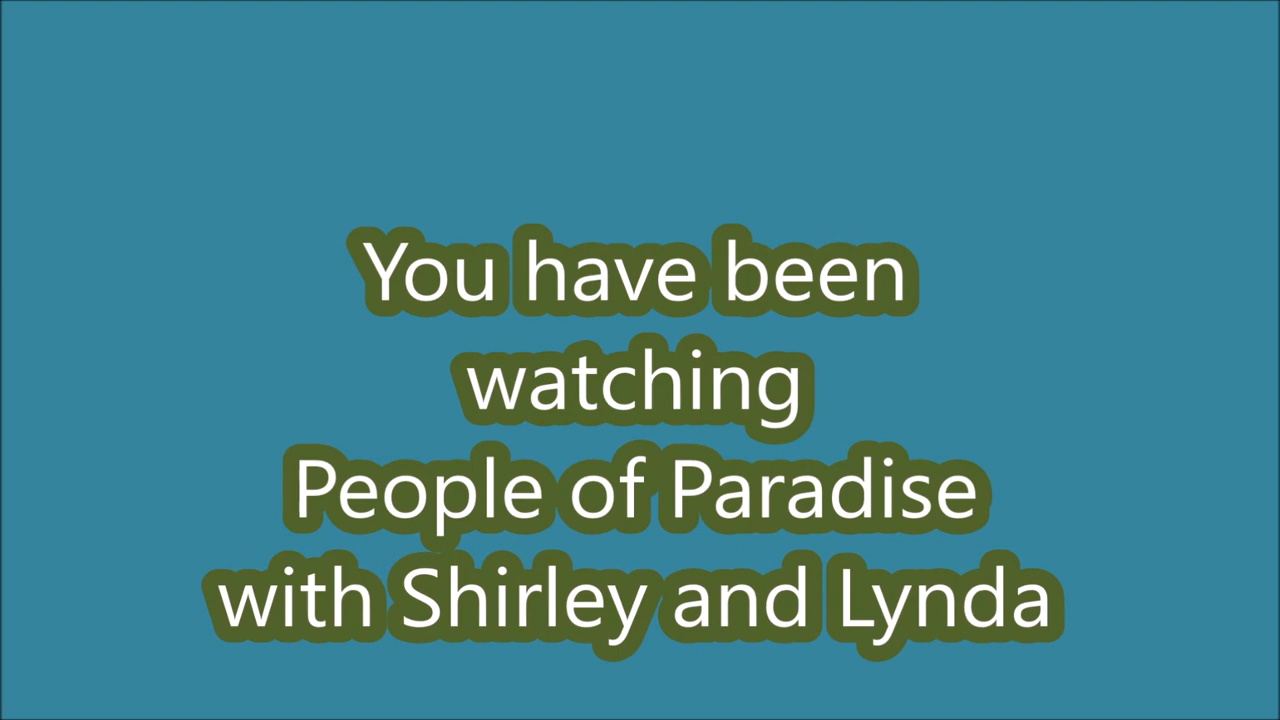 You have been
watching
People of Paradise
with Shirley and Lynda